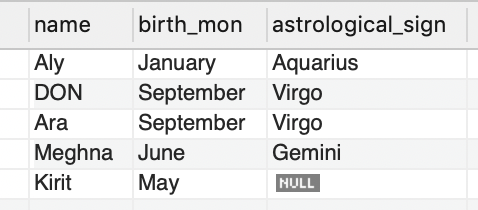 name birth_mon astrological_sign
Aly January Aquarius
DON September Virgo
Ara September Virgo
Meghna June Gemini
Kirit May NULL